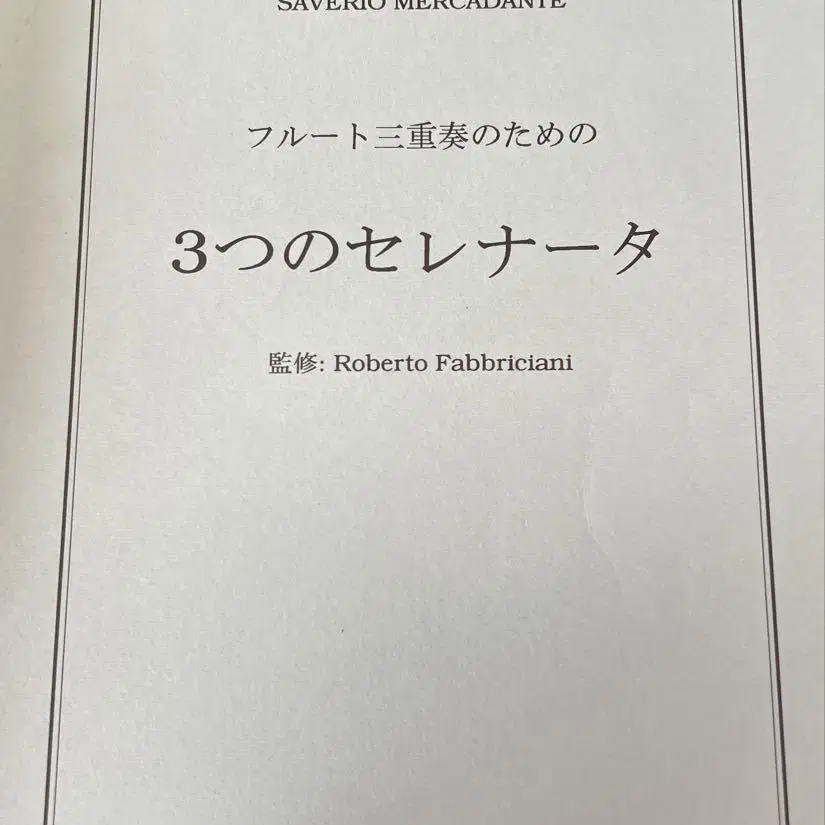 SAVERIO MERCADANTE
フルート三重奏のための
3つのセレナータ
監修: Roberto Fabbriciani